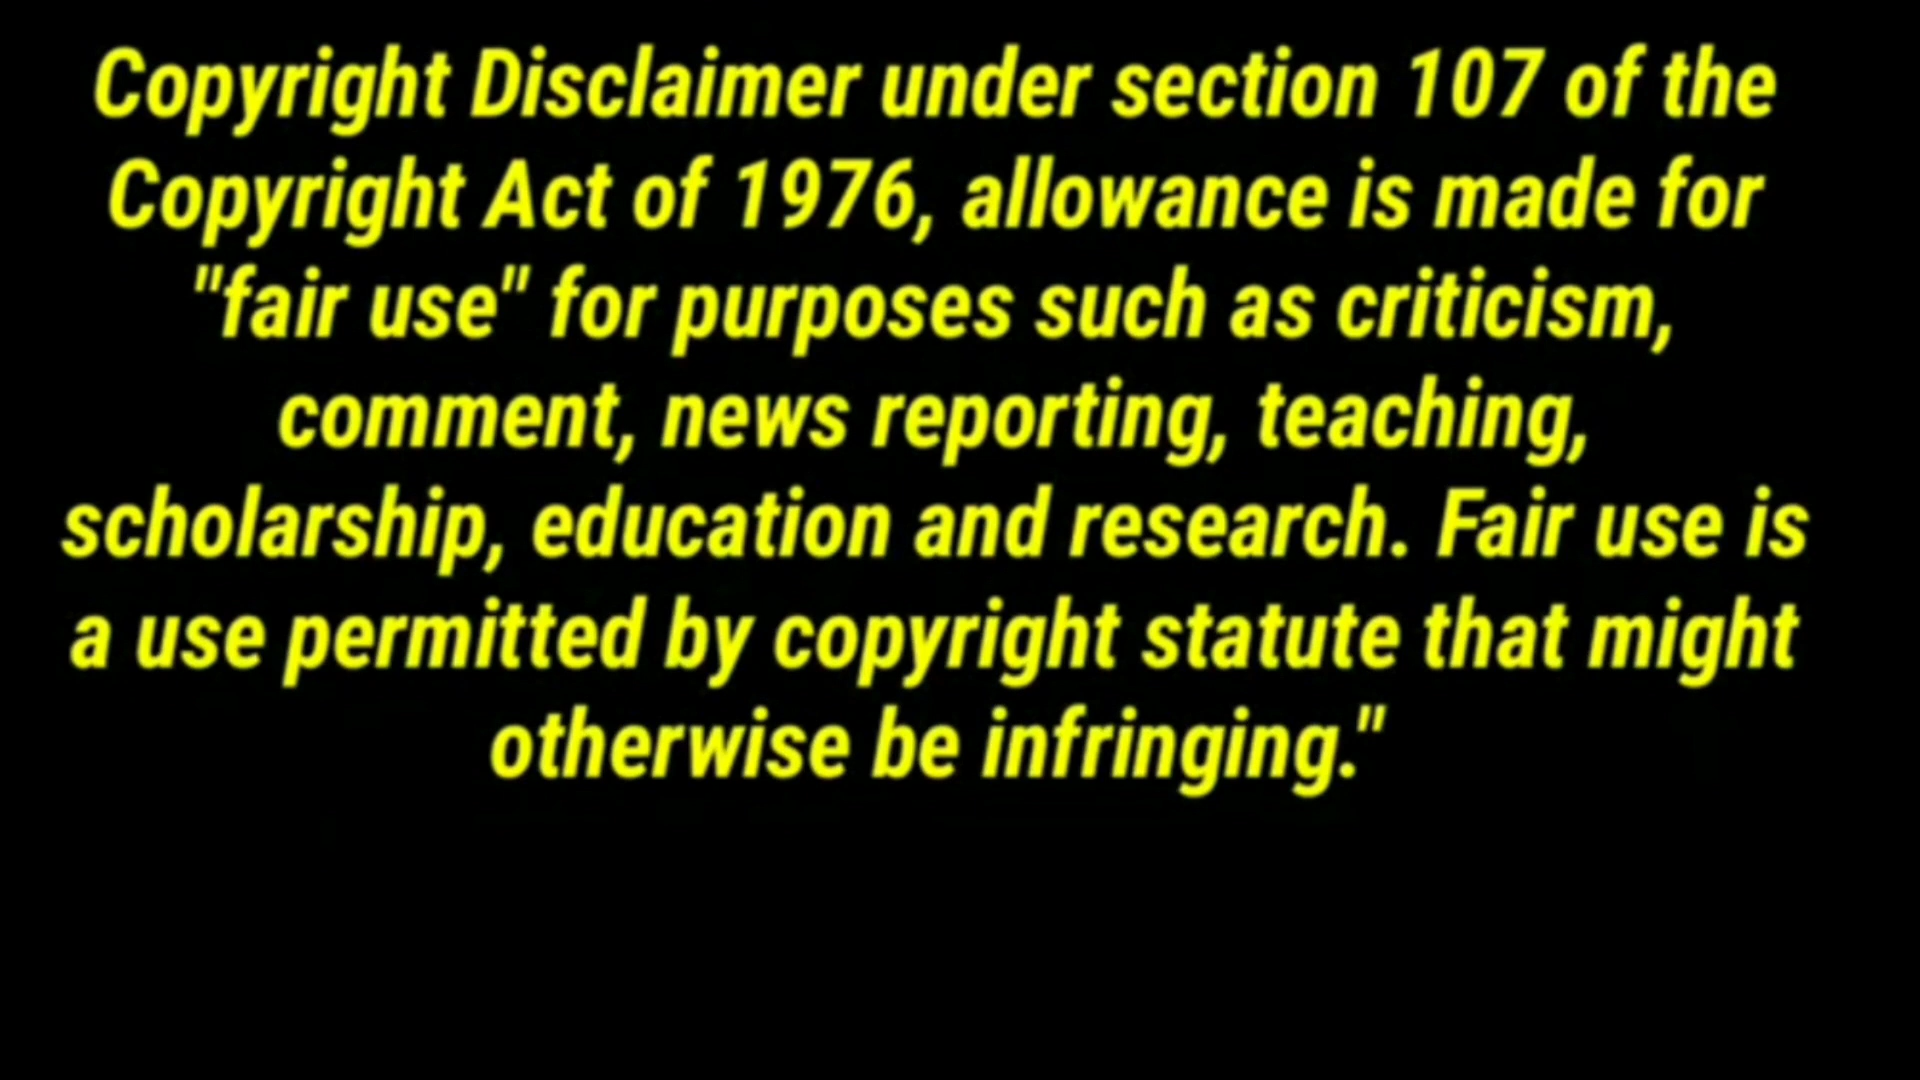 Copyright Disclaimer under section 107 of the
Copyright Act of 1976, allowance is made for
"fair use" for purposes such as criticism,
comment, news reporting, teaching,
scholarship, education and research. Fair use is
a use permitted by copyright statute that might
otherwise be infringing."